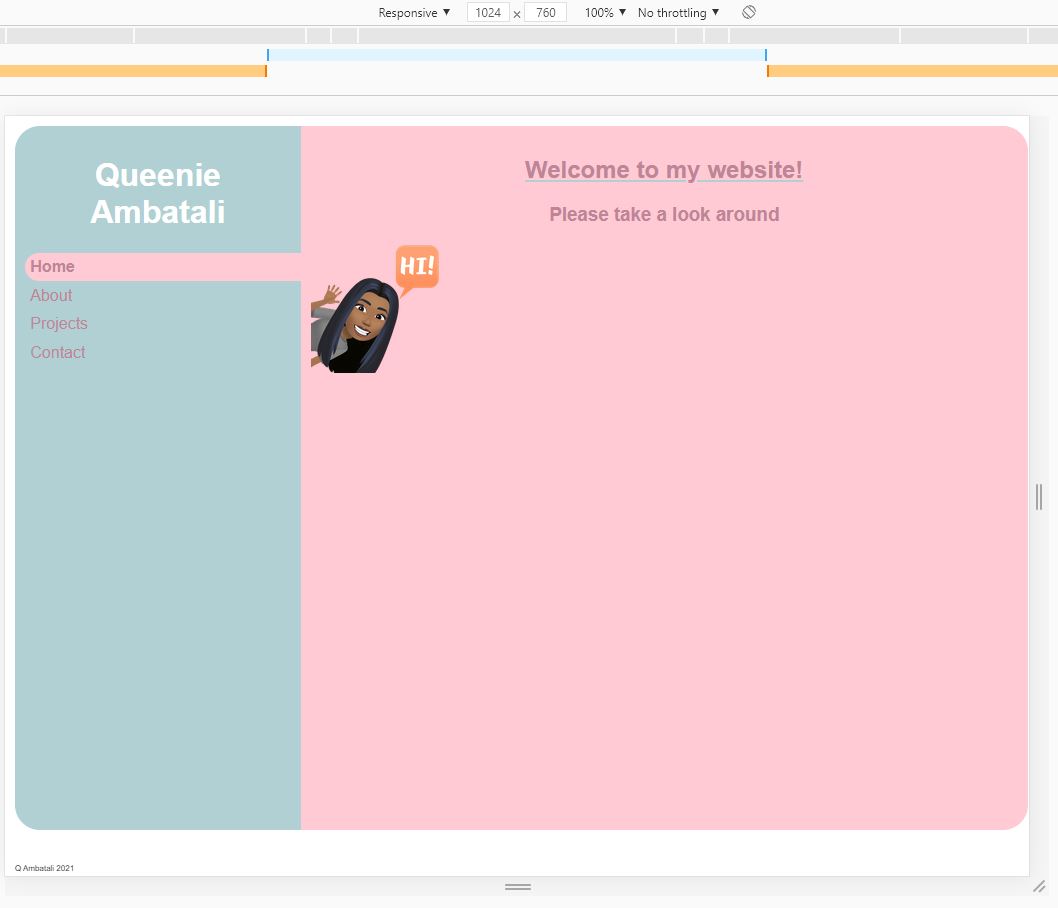 Responsive ▼ 1024 × 760 100% ▼ No throttling ▼
Queenie
Ambatali
Home
About
Projects
Contact
Welcome to my website!
Please take a look around
HI!
Q Ambatali 2021